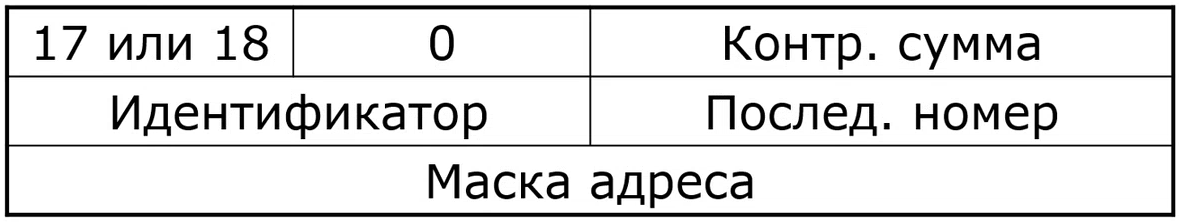 17 или 18 0 Контр. сумма
Идентификатор Послед. номер
Маска адреса